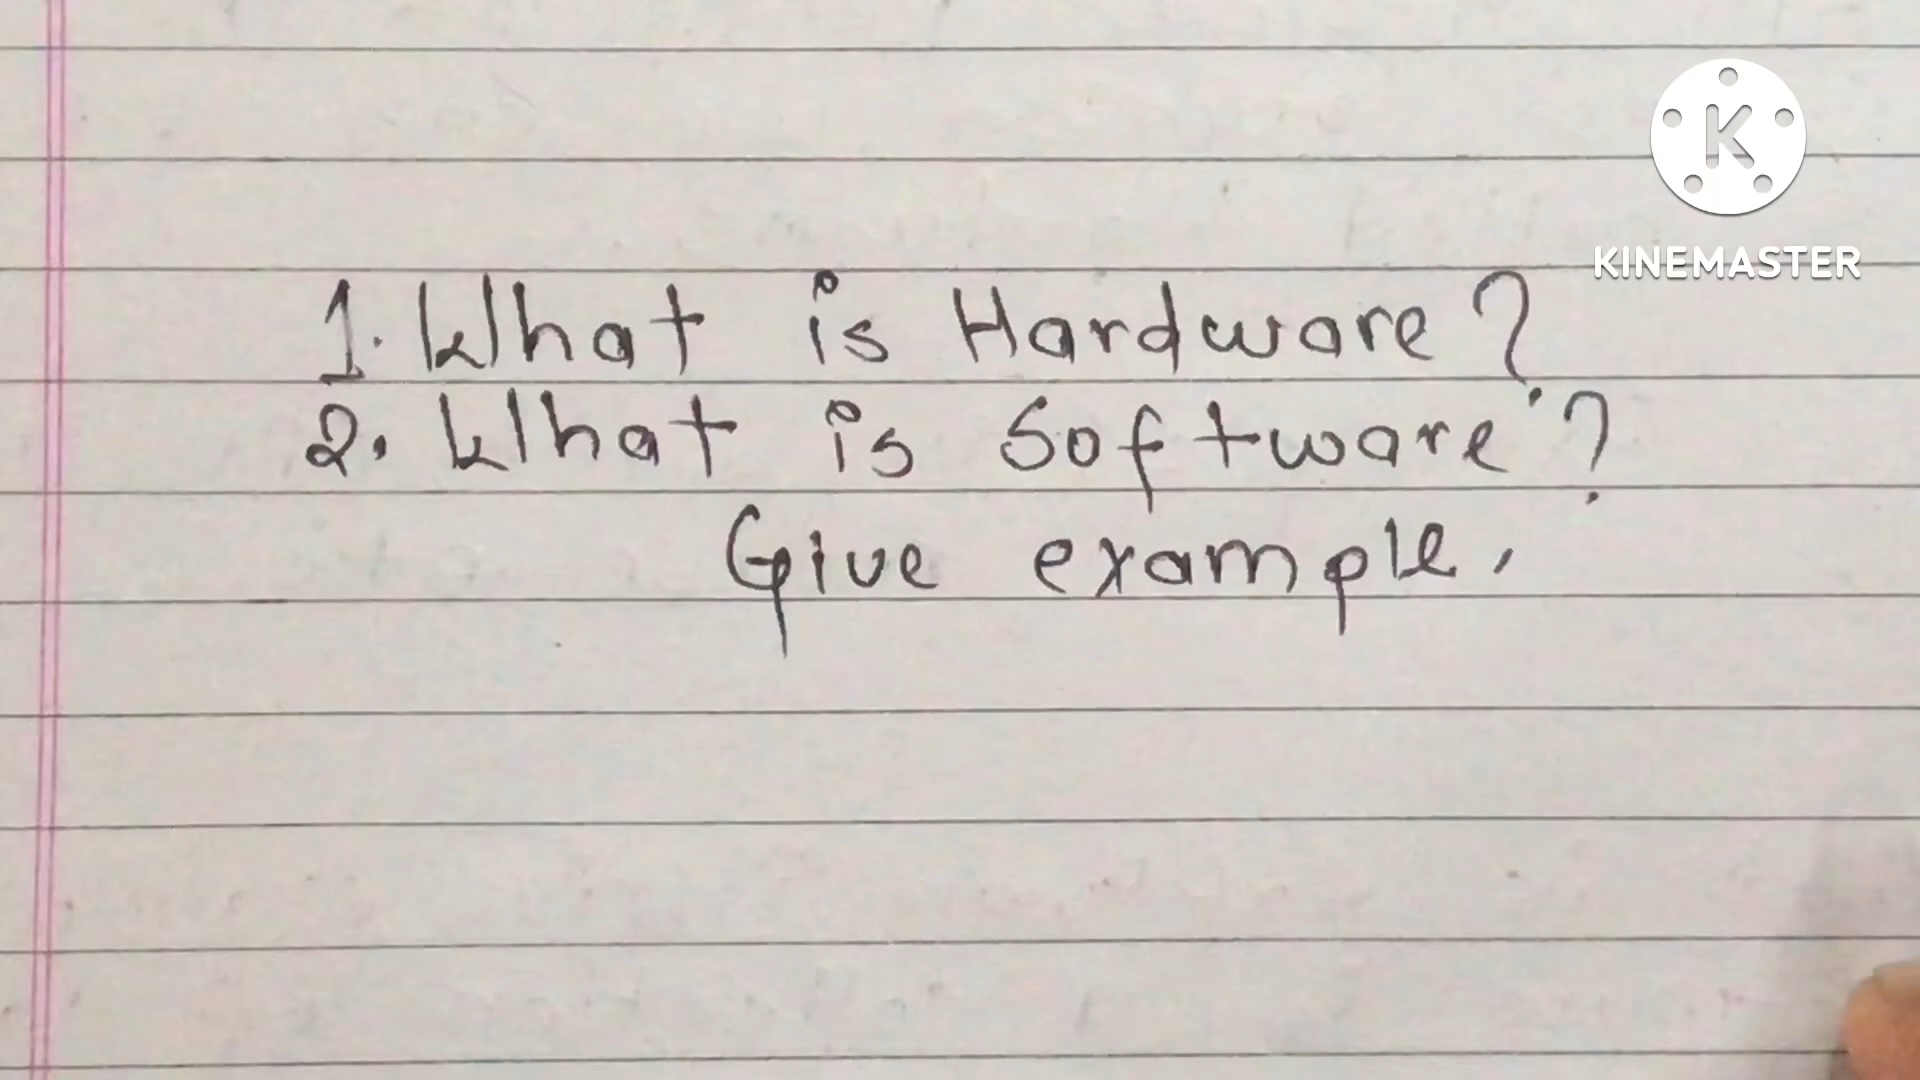 KINEMASTER
1. What is Hardware?
2. What is Software?
Give example.